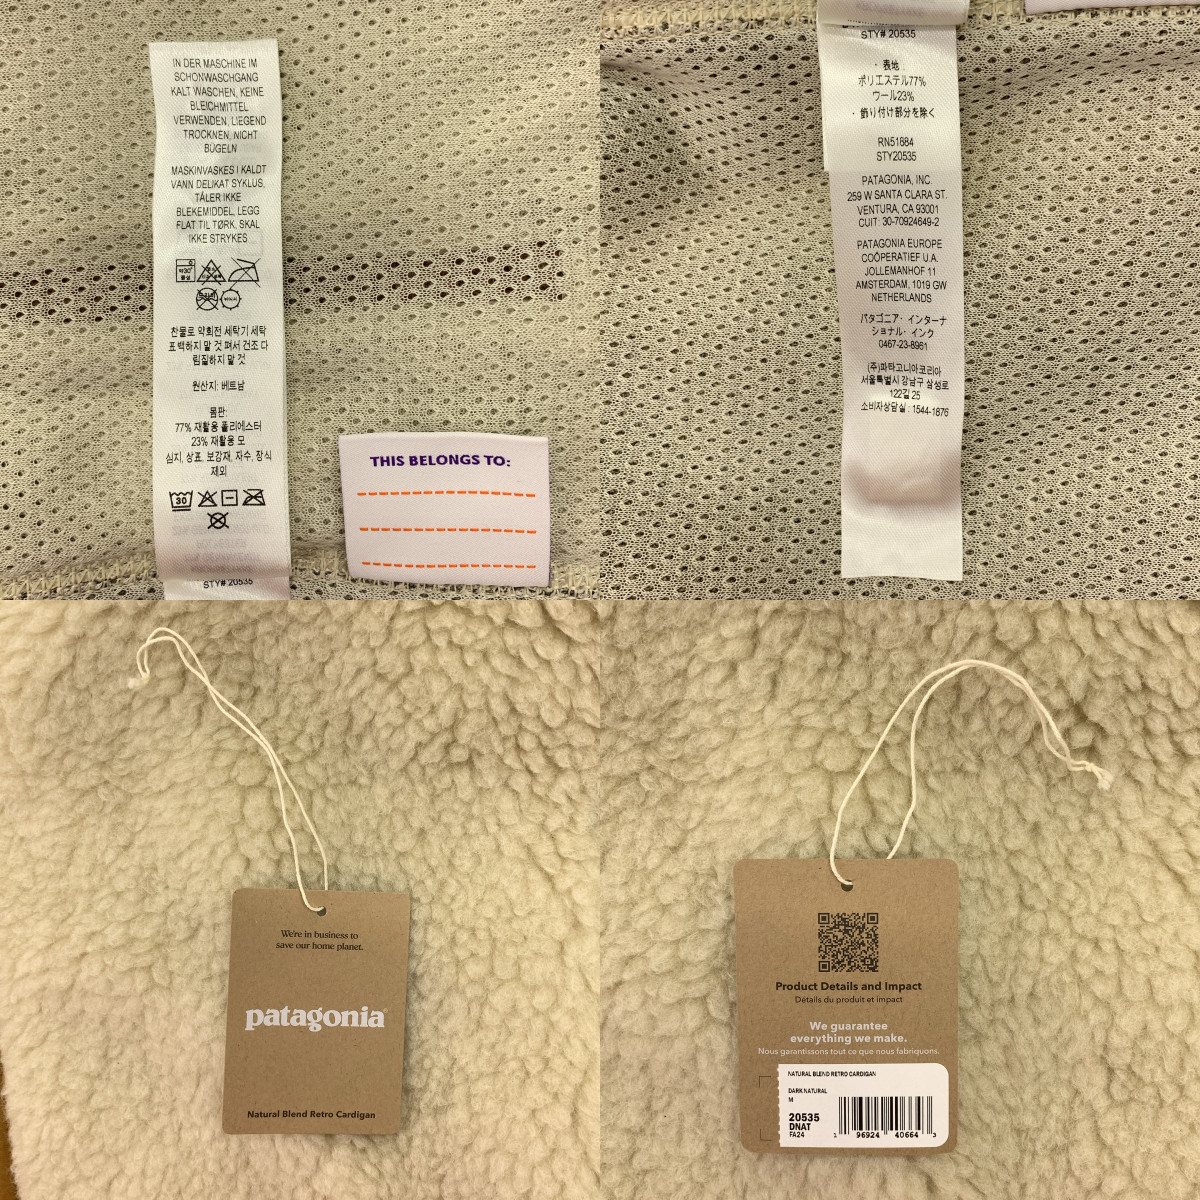 IN DER MASCHINE IM
SCHONWASCHGANG
KALT WASCHEN, KEINE
BLEICHMITTEL
VERWENDEN, LIEGEND
TROCKNEN, NICHT
BÜGELN
MASKINVASKES I KALDT
VANN DELIKAT SYKLUS,
TÅLER IKKE
BLEKEMIDDEL, LEGG
FLAT TIL TØRK, SKAL
IKKE STRYKES
찬물로 약회전 세탁기 세탁
표백하지 말 것 펴서 건조 다
림질하지 말 것
원산지: 베트남
몸판:
77% 재활용 폴리에스터
23% 재활용 모
심지, 상표, 보강재, 자수, 장식
제외
30
STY# 20535
THIS BELONGS TO:
STY# 20535
・表地
ポリエステル77%
ウール23%
・飾り付け部分を除く
RN51884
STY20535
PATAGONIA, INC.
259 W SANTA CLARA ST.
VENTURA, CA 93001
CUIT: 30-70924649-2
PATAGONIA EUROPE
COÖPERATIEF U.A.
JOLLEMANHOF 11
AMSTERDAM, 1019 GW
NETHERLANDS
パタゴニア・インターナ
ショナル・インク
0467-23-8961
(주)파타고니아코리아
서울특별시 강남구 삼성로
122길 25
소비자상담실 : 1544-1876
We're in business to
save our home planet.
patagonia
Natural Blend Retro Cardigan
Product Details and Impact
Détails du produit et impact
We guarantee
everything we make.
Nous garantissons tout ce que nous fabriquons.
NATURAL BLEND RETRO CARDIGAN
DARK NATURAL
M
20535
DNAT
FA24
1 96924 40664 3